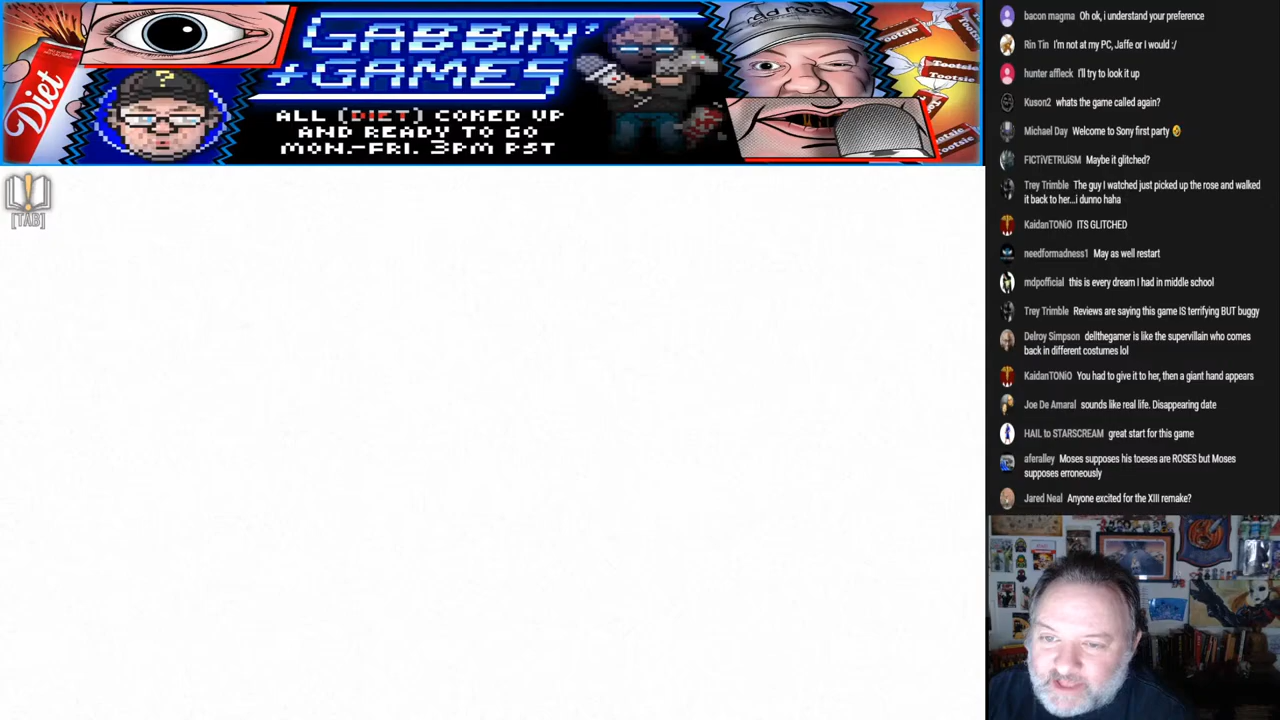 Diet
?
GABBIN'
+GAMES
ALL (DIET) COKED UP
AND READY TO GO
MON.-FRI. 3PM PST
red rock
Tootsie
Tootsie
Tootsie
Tootsie
Tootsie
!
[TAB]
bacon magma Oh ok, i understand your preference
Rin Tin I'm not at my PC, Jaffe or I would :/
hunter affleck I'll try to look it up
Kuson2 whats the game called again?
Michael Day Welcome to Sony first party 🤣
FICTiVETRUiSM Maybe it glitched?
Trey Trimble The guy I watched just picked up the rose and walked
it back to her...i dunno haha
KaidanTONiO ITS GLITCHED
needformadness1 May as well restart
mdpofficial this is every dream I had in middle school
Trey Trimble Reviews are saying this game IS terrifying BUT buggy
Delroy Simpson dellthegamer is like the supervillain who comes
back in different costumes lol
KaidanTONiO You had to give it to her, then a giant hand appears
Joe De Amaral sounds like real life. Disappearing date
HAIL to STARSCREAM great start for this game
aferalley Moses supposes his toeses are ROSES but Moses
supposes erroneously
Jared Neal Anyone excited for the XIII remake?